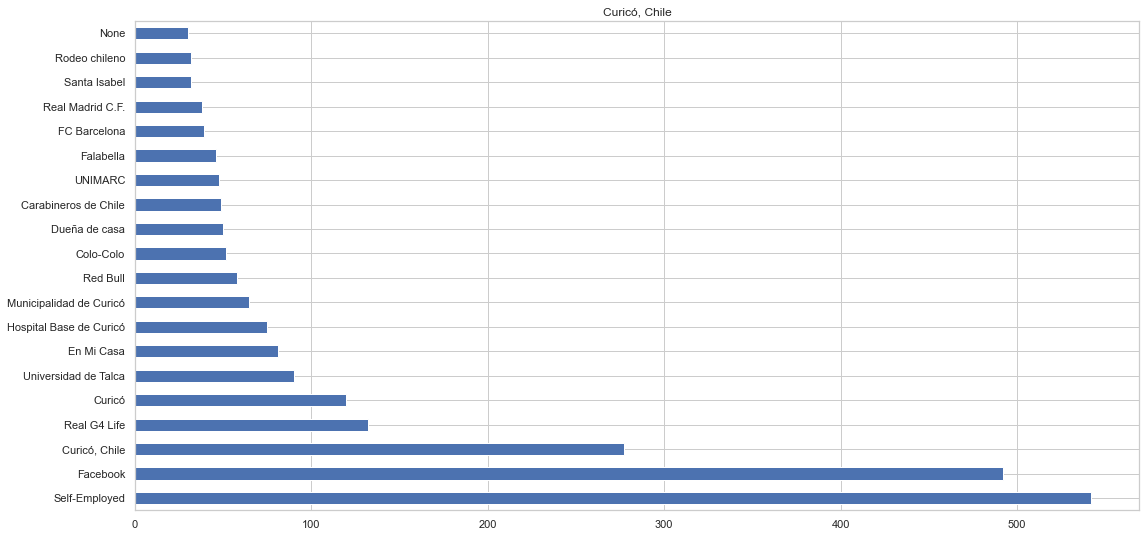 Curicó, Chile
None
Rodeo chileno
Santa Isabel
Real Madrid C.F.
FC Barcelona
Falabella
UNIMARC
Carabineros de Chile
Dueña de casa
Colo-Colo
Red Bull
Municipalidad de Curicó
Hospital Base de Curicó
En Mi Casa
Universidad de Talca
Curicó
Real G4 Life
Curicó, Chile
Facebook
Self-Employed
0 100 200 300 400 500